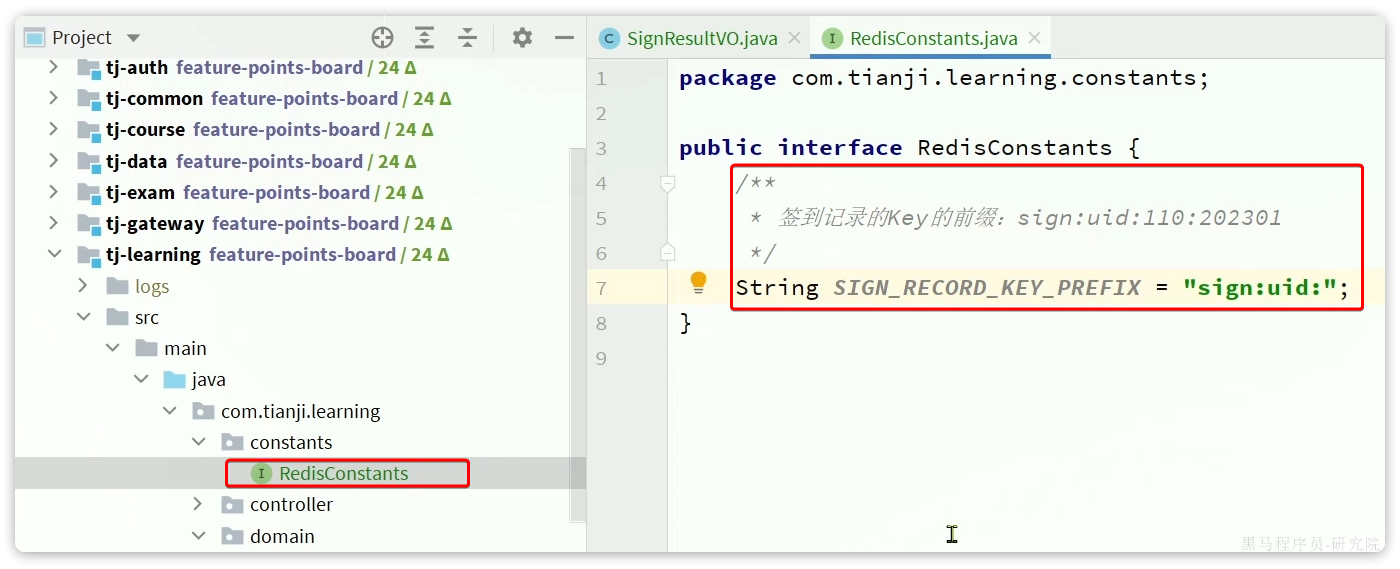 Project
tj-auth feature-points-board / 24 Δ
tj-common feature-points-board / 24 Δ
tj-course feature-points-board / 24 Δ
tj-data feature-points-board / 24 Δ
tj-exam feature-points-board / 24 Δ
tj-gateway feature-points-board / 24 Δ
tj-learning feature-points-board / 24 Δ
logs
src
main
java
com.tianji.learning
constants
I RedisConstants
controller
domain
C SignResultVO.java I RedisConstants.java
1 package com.tianji.learning.constants;
2
3 public interface RedisConstants {
4 /**
5 * 签到记录的Key的前缀：sign:uid:110:202301
6 */
7 String SIGN_RECORD_KEY_PREFIX = "sign:uid:";
8 }
9
黑马程序员-研究院